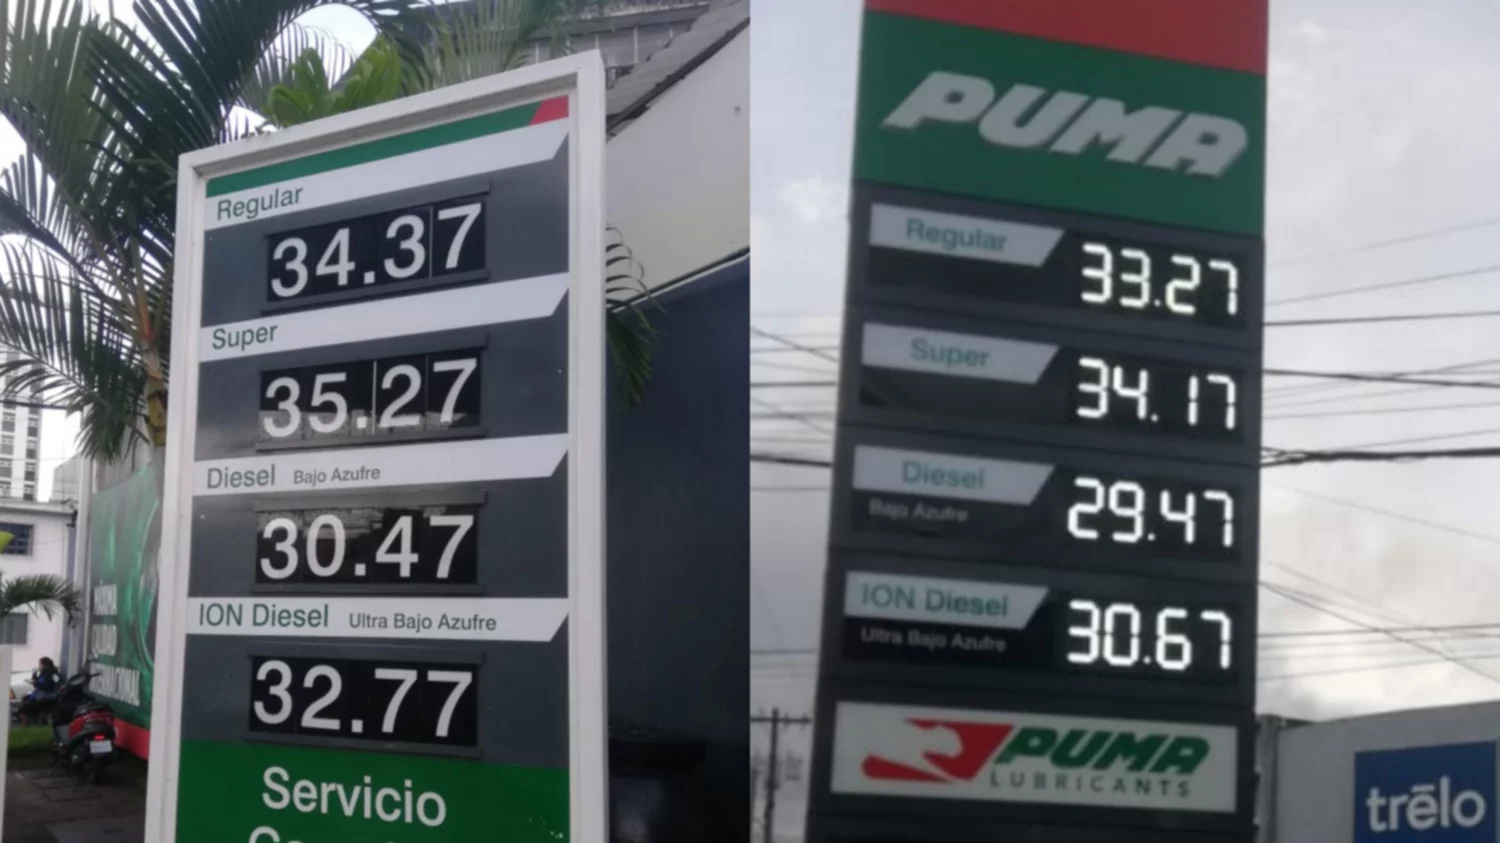 Regular
34.37
Super
35.27
Diesel Bajo Azufre
30.47
ION Diesel Ultra Bajo Azufre
32.77
Servicio
PUMA
Regular
33.27
Super
34.17
Diesel
Bajo Azufre
29.47
ION Diesel
Ultra Bajo Azufre
30.67
PUMA
LUBRICANTS
trēlo